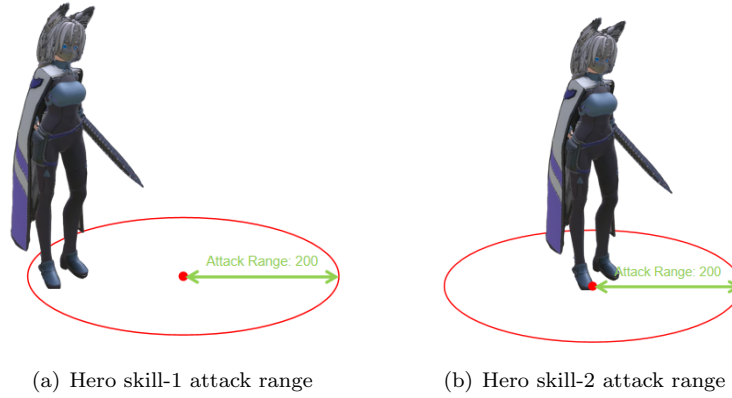 Attack Range: 200
Attack Range: 200
(a) Hero skill-1 attack range
(b) Hero skill-2 attack range